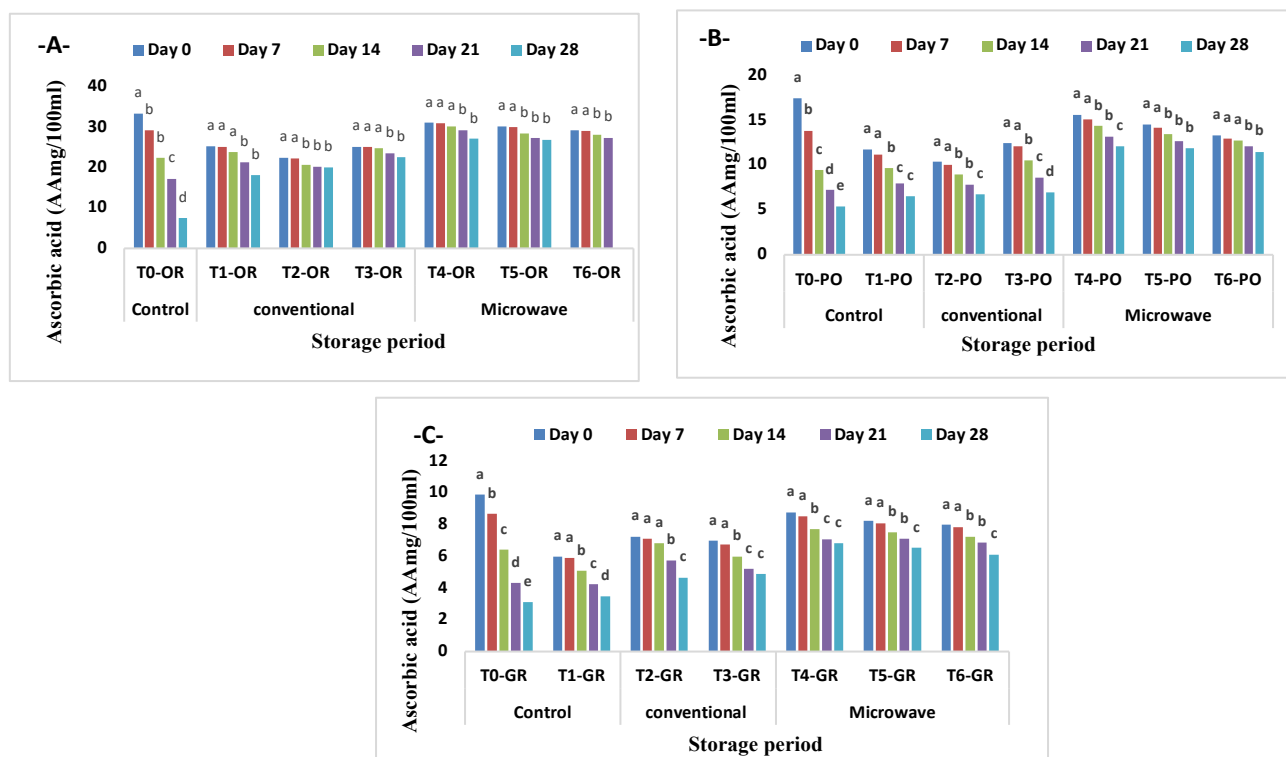 -A-
Day 0 Day 7 Day 14 Day 21 Day 28
Ascorbic acid (AAmg/100ml)
40
30
20
10
0
a b b c d
a a a b b
a a b b b
a a a b b
a a a b b
a a b b b
a a b b
T0-OR T1-OR T2-OR T3-OR T4-OR T5-OR T6-OR
Control conventional Microwave
Storage period
-B-
Day 0 Day 7 Day 14 Day 21 Day 28
Ascorbic acid (AAmg/100ml)
20
15
10
5
0
a b c d e
a a b c c
a a b c c
a a b c d
a a b b c
a a b b b
a a a b b
T0-PO T1-PO T2-PO T3-PO T4-PO T5-PO T6-PO
Control conventional Microwave
Storage period
-C-
Day 0 Day 7 Day 14 Day 21 Day 28
Ascorbic acid (AAmg/100ml)
12
10
8
6
4
2
0
a b c d e
a a b c d
a a a b c
a a b c c
a a b c c
a a b b c
a a b b c
T0-GR T1-GR T2-GR T3-GR T4-GR T5-GR T6-GR
Control conventional Microwave
Storage period